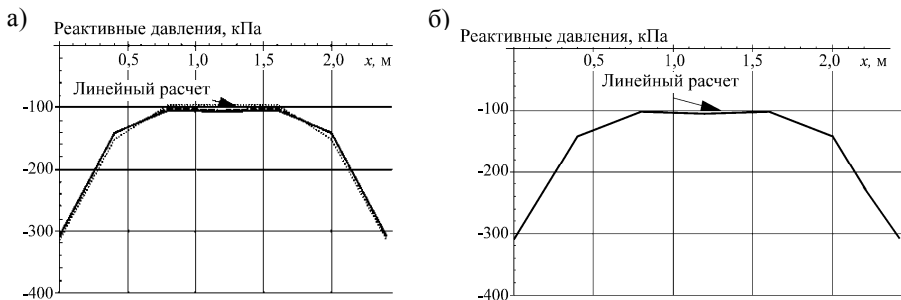 а)
Реактивные давления, кПа
0,5 1,0 1,5 2,0 x, м
Линейный расчет
-100
-200
-300
-400
б)
Реактивные давления, кПа
0,5 1,0 1,5 2,0 x, м
Линейный расчет
-100
-200
-300
-400